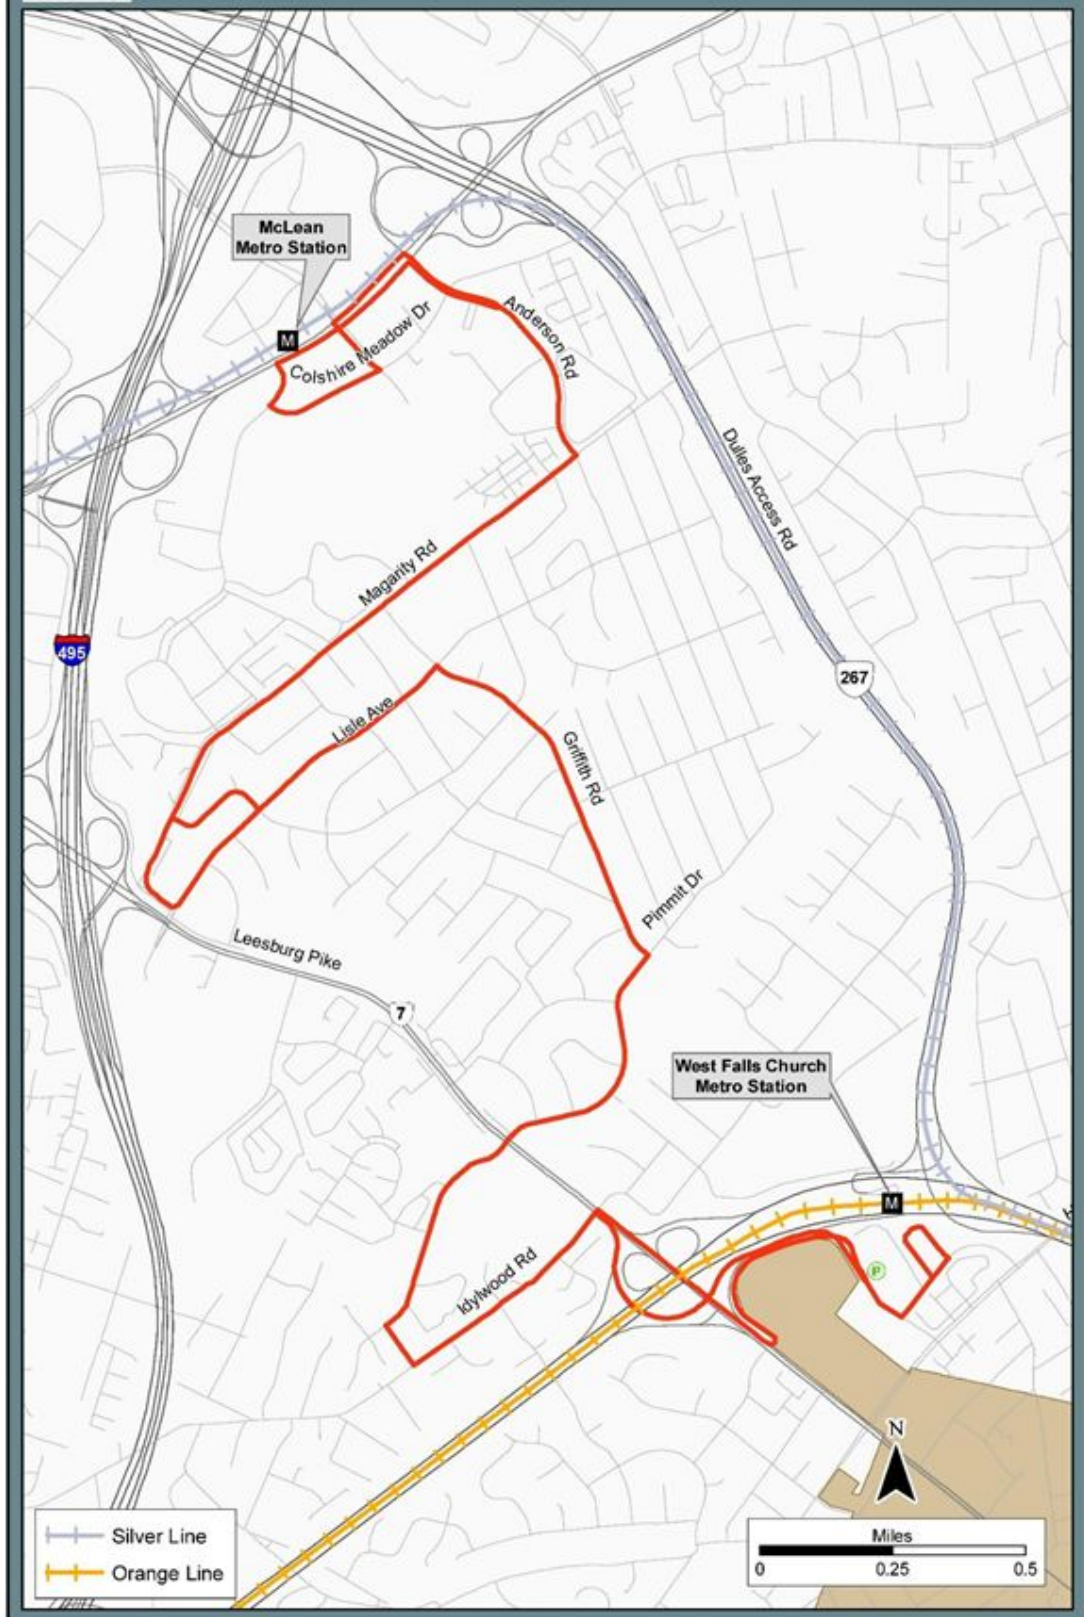 McLean
Metro Station
M
Colshire Meadow Dr
Anderson Rd
Dulles Access Rd
Magarity Rd
495
267
Lisle Ave
Griffith Rd
Pimmit Dr
Leesburg Pike
7
West Falls Church
Metro Station
M
Idylwood Rd
P
N
Silver Line
Orange Line
Miles
0 0.25 0.5